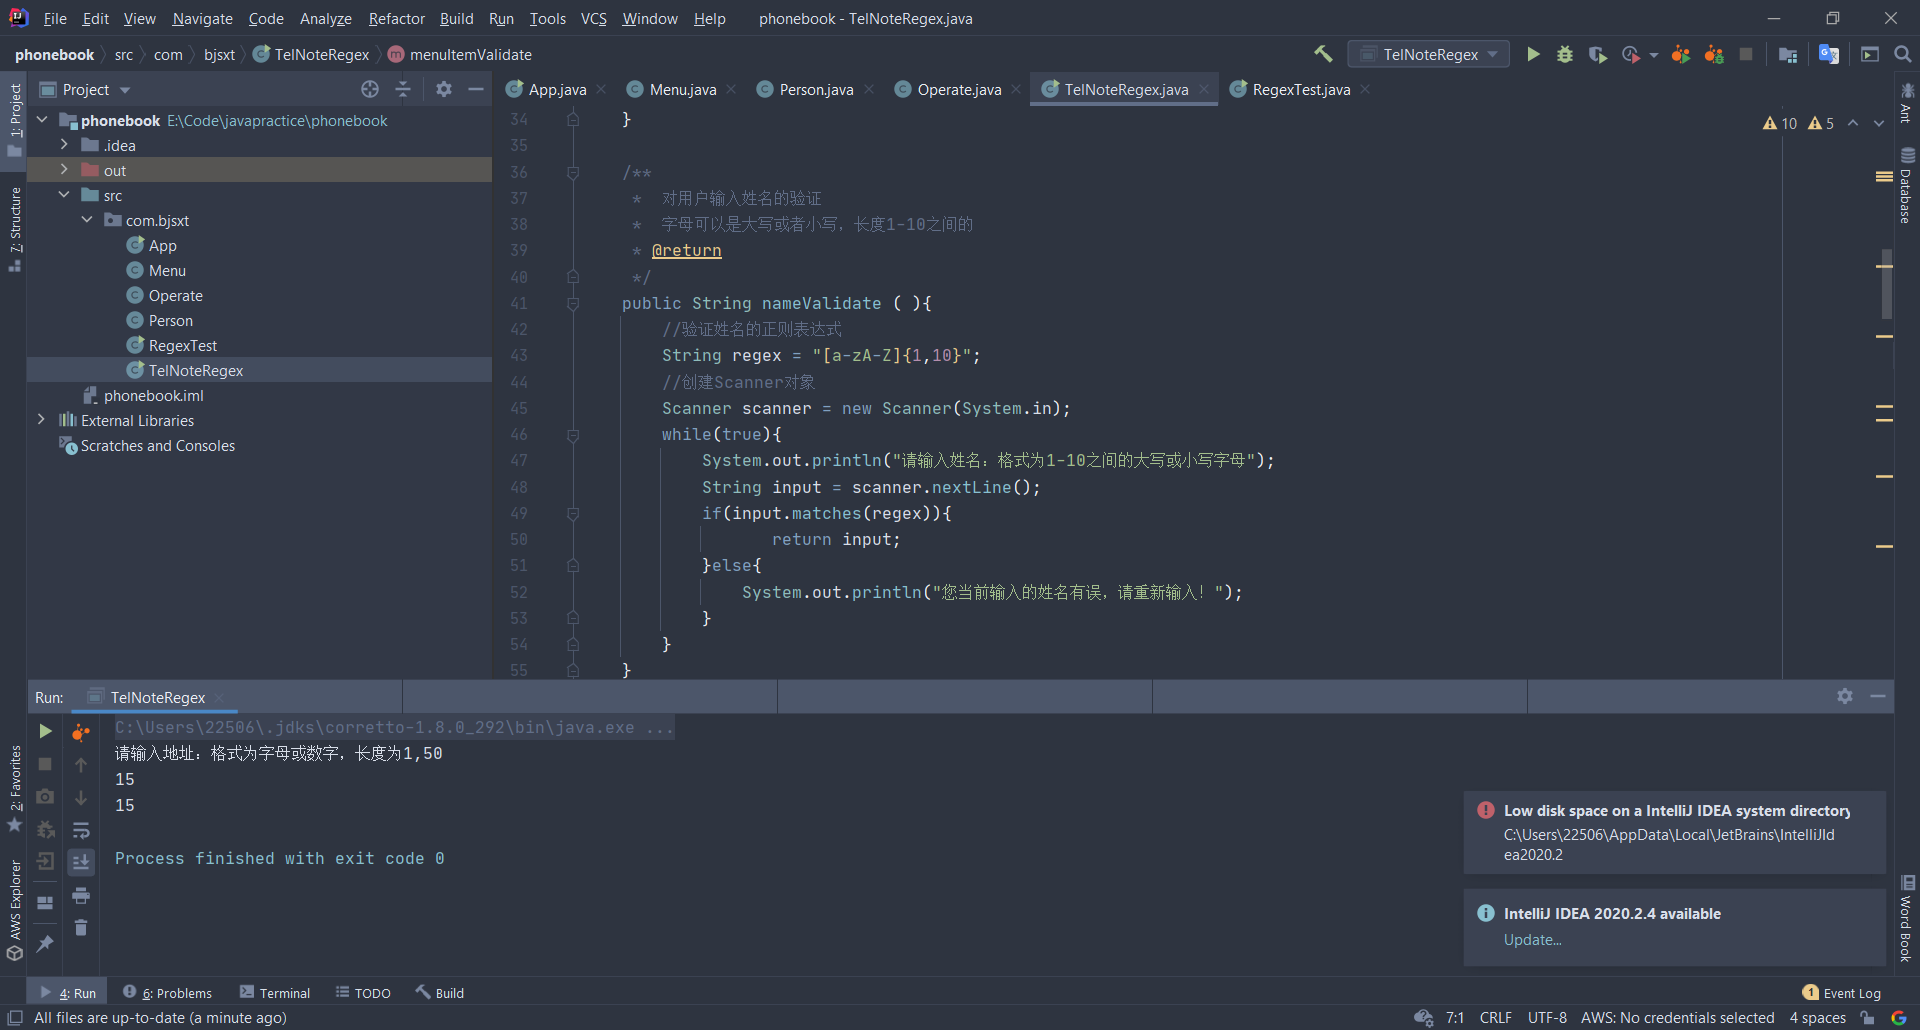 File Edit View Navigate Code Analyze Refactor Build Run Tools VCS Window Help phonebook - TelNoteRegex.java
phonebook src com bjsxt TelNoteRegex menuItemValidate TelNoteRegex
1: Project
7: Structure
2: Favorites
AWS Explorer
Project
phonebook E:\Code\javapractice\phonebook
.idea
out
src
com.bjsxt
App
Menu
Operate
Person
RegexTest
TelNoteRegex
phonebook.iml
External Libraries
Scratches and Consoles
App.java Menu.java Person.java Operate.java TelNoteRegex.java RegexTest.java
10 5
34 }
35
36 /**
37 * 对用户输入姓名的验证
38 * 字母可以是大写或者小写，长度1-10之间的
39 * @return
40 */
41 public String nameValidate ( ){
42 //验证姓名的正则表达式
43 String regex = "[a-zA-Z]{1,10}";
44 //创建Scanner对象
45 Scanner scanner = new Scanner(System.in);
46 while(true){
47 System.out.println("请输入姓名：格式为1-10之间的大写或小写字母");
48 String input = scanner.nextLine();
49 if(input.matches(regex)){
50 return input;
51 }else{
52 System.out.println("您当前输入的姓名有误，请重新输入！");
53 }
54 }
55 }
Ant
Database
Word Book
Run: TelNoteRegex
C:\Users\22506\.jdks\corretto-1.8.0_292\bin\java.exe ...
请输入地址：格式为字母或数字，长度为1,50
15
15
Process finished with exit code 0
Low disk space on a IntelliJ IDEA system directory
C:\Users\22506\AppData\Local\JetBrains\IntelliJId
ea2020.2
IntelliJ IDEA 2020.2.4 available
Update...
4: Run 6: Problems Terminal TODO Build 1 Event Log
All files are up-to-date (a minute ago) 7:1 CRLF UTF-8 AWS: No credentials selected 4 spaces